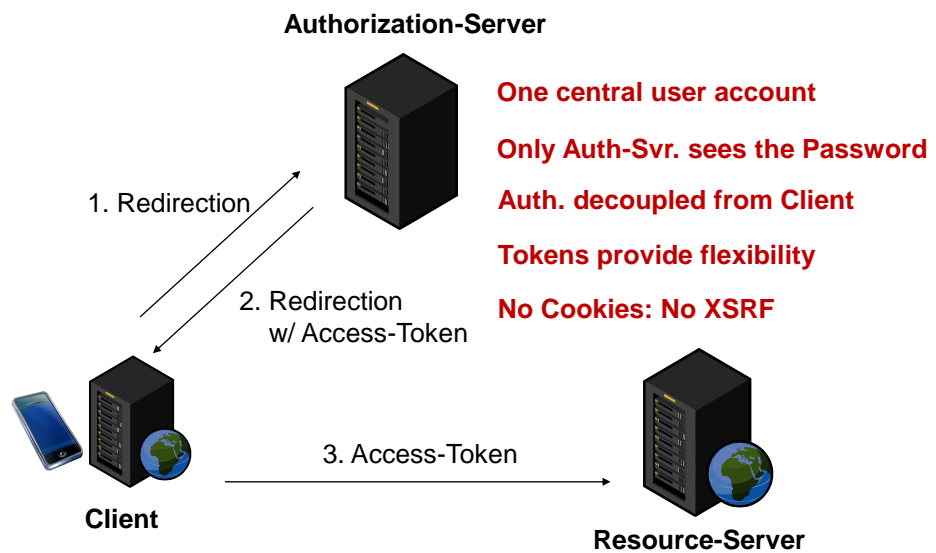 Authorization-Server
One central user account
Only Auth-Svr. sees the Password
Auth. decoupled from Client
Tokens provide flexibility
No Cookies: No XSRF
1. Redirection
2. Redirection
w/ Access-Token
3. Access-Token
Client
Resource-Server